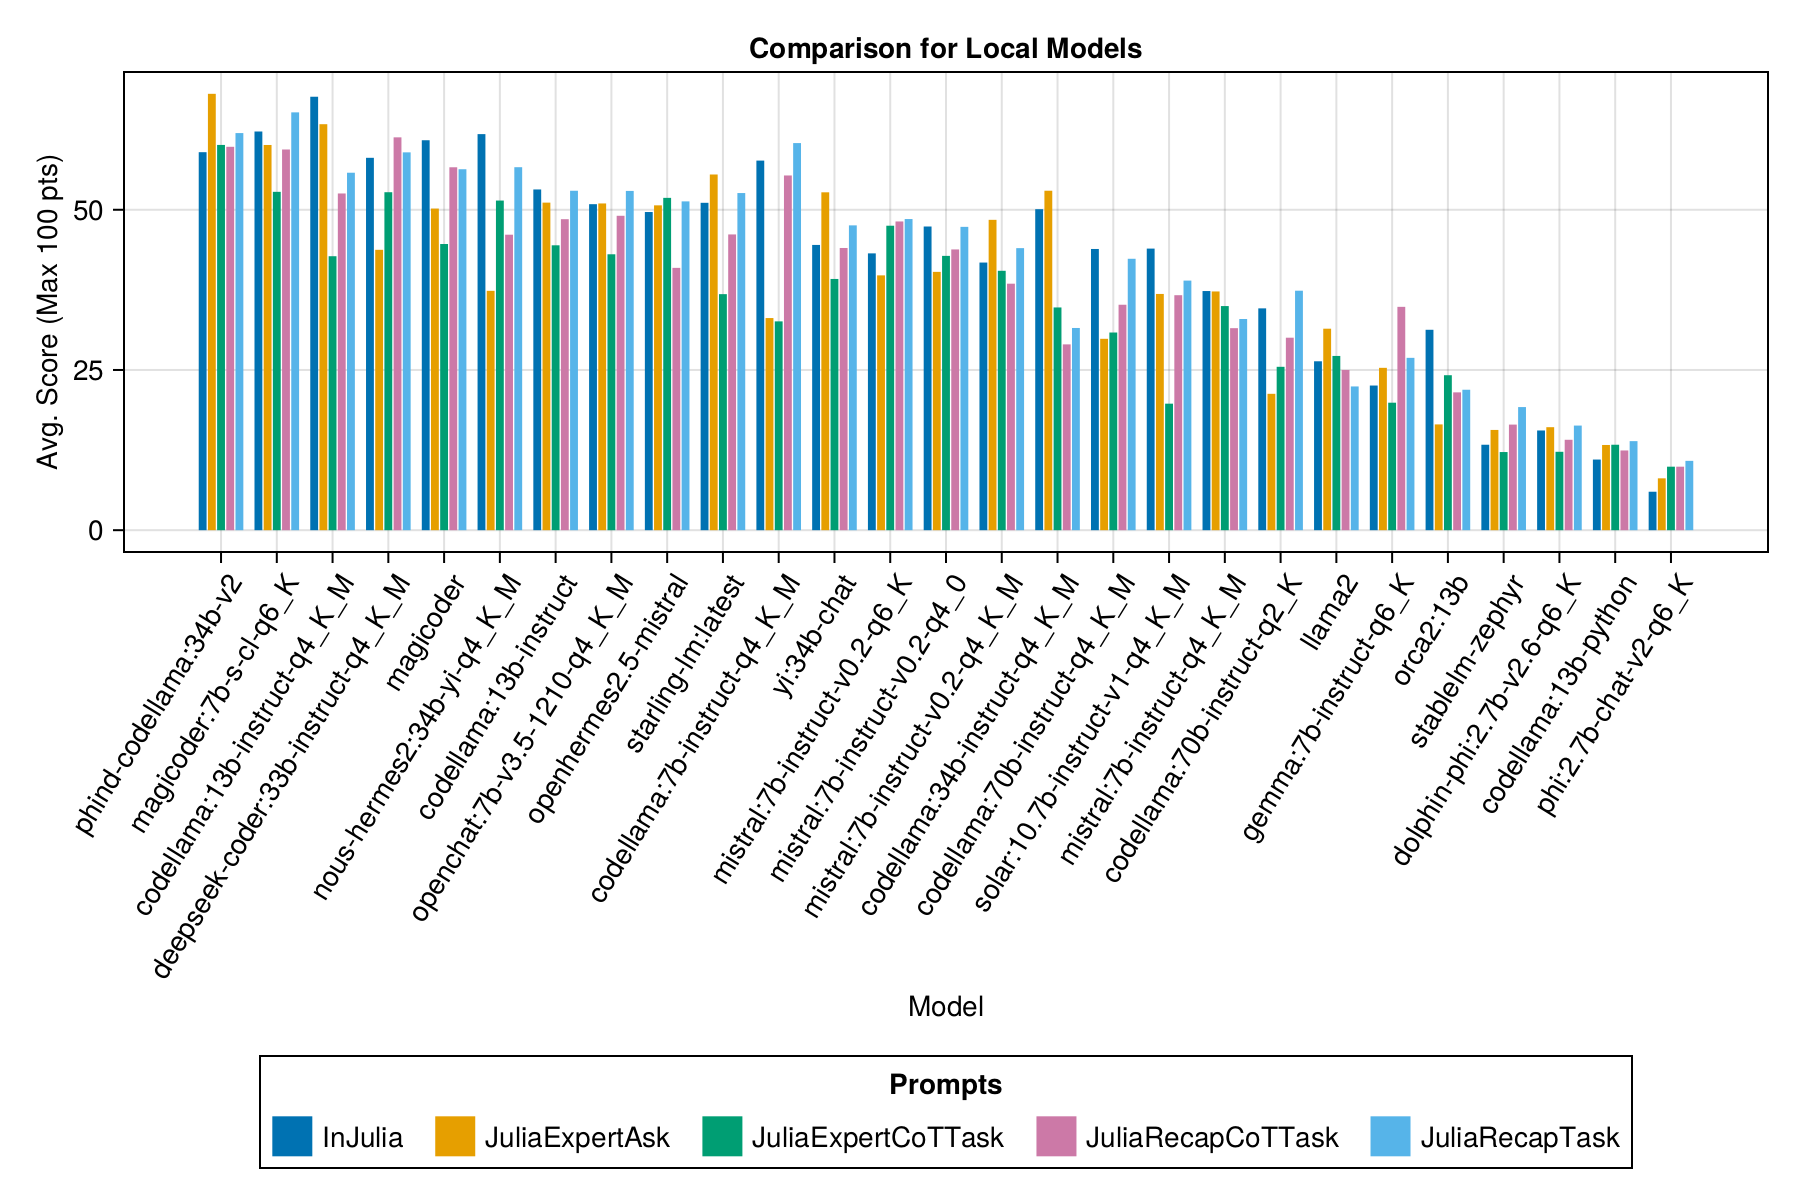 Comparison for Local Models
Avg. Score (Max 100 pts)
50
25
0
phind-codellama:34b-v2
magicoder:7b-s-cl-q6_K
codellama:13b-instruct-q4_K_M
deepseek-coder:33b-instruct-q4_K_M
magicoder
nous-hermes2:34b-yi-q4_K_M
codellama:13b-instruct
openchat:7b-v3.5-1210-q4_K_M
openhermes2.5-mistral
starling-lm:latest
codellama:7b-instruct-q4_K_M
yi:34b-chat
mistral:7b-instruct-v0.2-q6_K
mistral:7b-instruct-v0.2-q4_0
mistral:7b-instruct-v0.2-q4_K_M
codellama:34b-instruct-q4_K_M
codellama:70b-instruct-q4_K_M
solar:10.7b-instruct-v1-q4_K_M
mistral:7b-instruct-q4_K_M
codellama:70b-instruct-q2_K
llama2
gemma:7b-instruct-q6_K
orca2:13b
stablelm-zephyr
dolphin-phi:2.7b-v2.6-q6_K
codellama:13b-python
phi:2.7b-chat-v2-q6_K
Model
Prompts
InJulia JuliaExpertAsk JuliaExpertCoTTask JuliaRecapCoTTask JuliaRecapTask